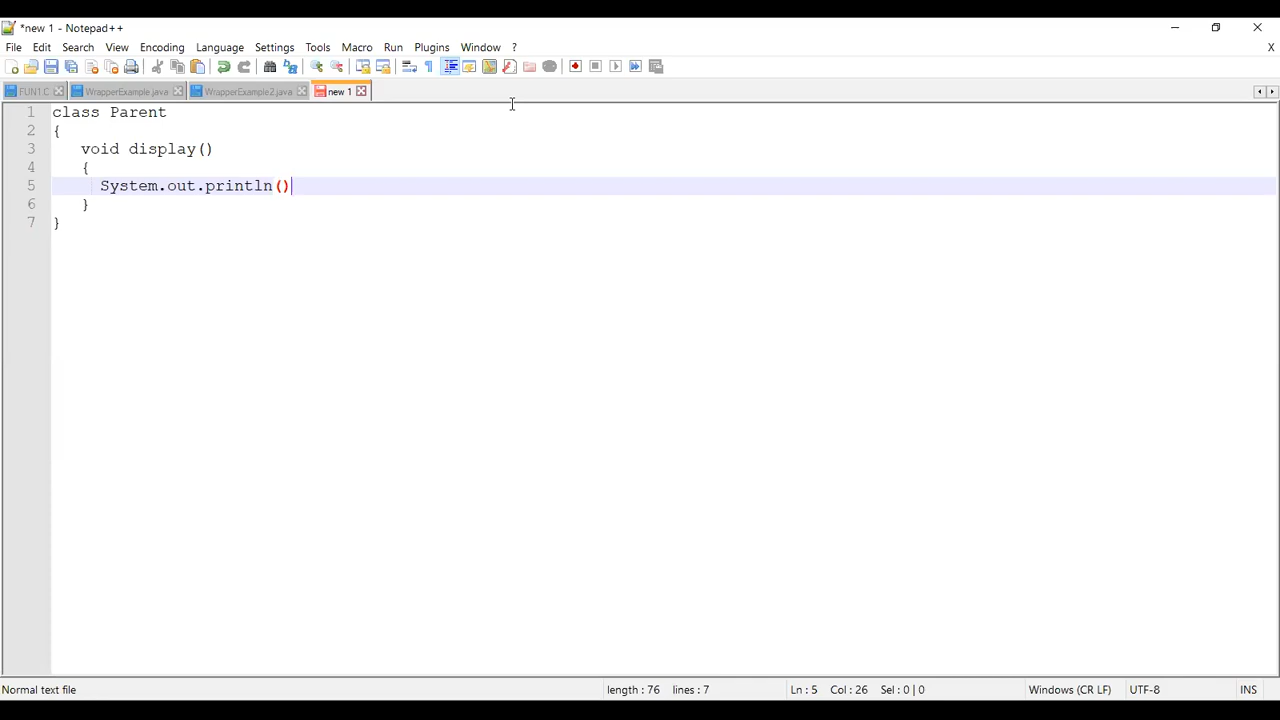 *new 1 - Notepad++
File Edit Search View Encoding Language Settings Tools Macro Run Plugins Window ?
X
FUN1.C WrapperExample.java WrapperExample2.java new 1
1 class Parent
2 {
3 void display()
4 {
5 System.out.println()
6 }
7 }
Normal text file length : 76 lines : 7 Ln : 5 Col : 26 Sel : 0 | 0 Windows (CR LF) UTF-8 INS